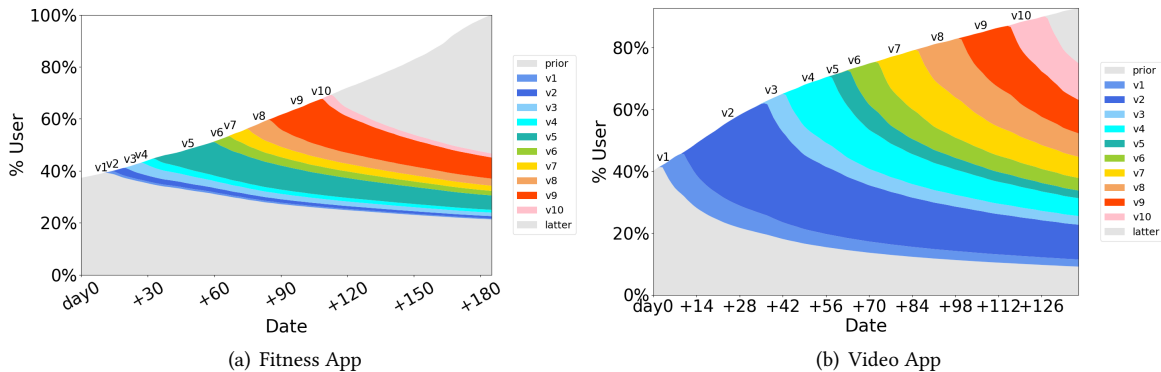 100%
80%
60%
40%
20%
0%
% User
v1
v2
v3
v4
v5
v6
v7
v8
v9
v10
day0
+30
+60
+90
+120
+150
+180
Date
prior
v1
v2
v3
v4
v5
v6
v7
v8
v9
v10
latter
(a) Fitness App
80%
60%
40%
20%
0%
% User
v1
v2
v3
v4
v5
v6
v7
v8
v9
v10
day0
+14
+28
+42
+56
+70
+84
+98
+112
+126
Date
prior
v1
v2
v3
v4
v5
v6
v7
v8
v9
v10
latter
(b) Video App